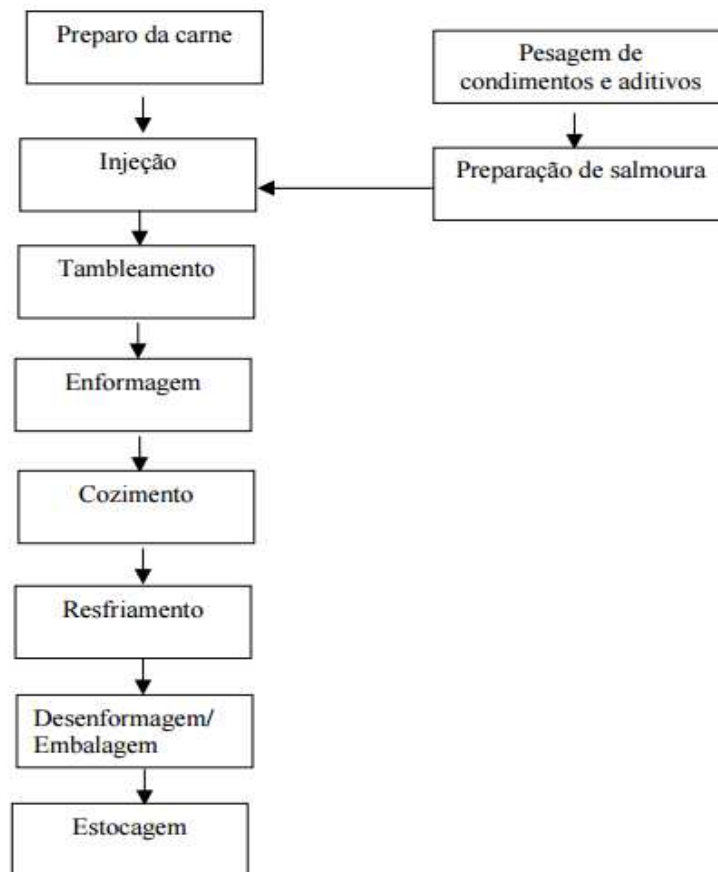 Preparo da carne
Pesagem de
condimentos e aditivos
Injeção
Preparação de salmoura
Tambleamento
Enformagem
Cozimento
Resfriamento
Desenformagem/
Embalagem
Estocagem